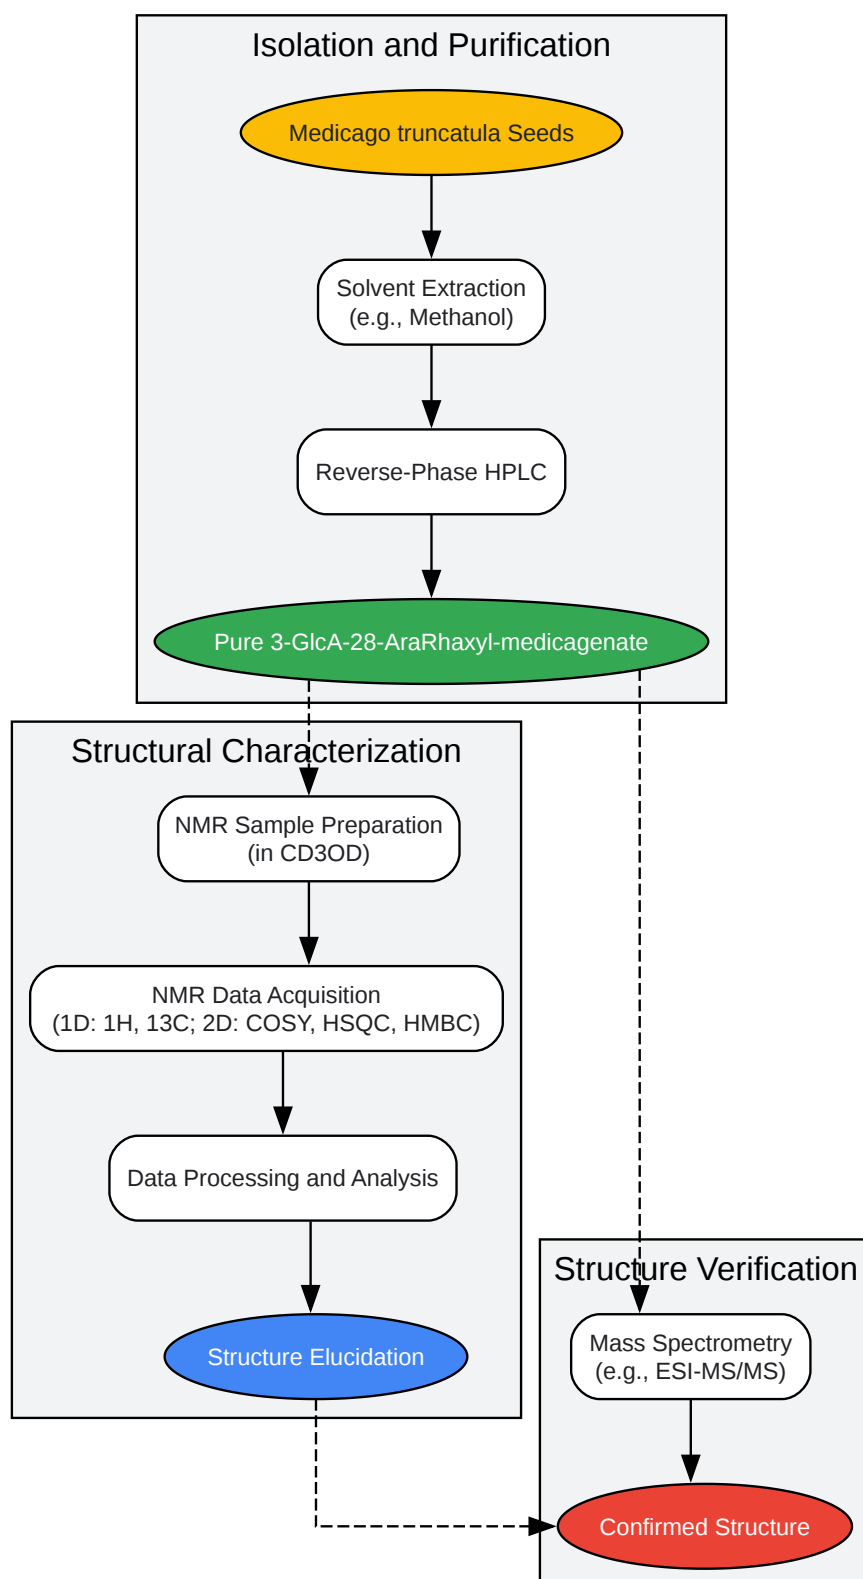 Isolation and Purification
Medicago truncatula Seeds
Solvent Extraction
(e.g., Methanol)
Reverse-Phase HPLC
Pure 3-GlcA-28-AraRhaxyl-medicagenate
Structural Characterization
NMR Sample Preparation
(in CD3OD)
NMR Data Acquisition
(1D: 1H, 13C; 2D: COSY, HSQC, HMBC)
Data Processing and Analysis
Structure Elucidation
Structure Verification
Mass Spectrometry
(e.g., ESI-MS/MS)
Confirmed Structure